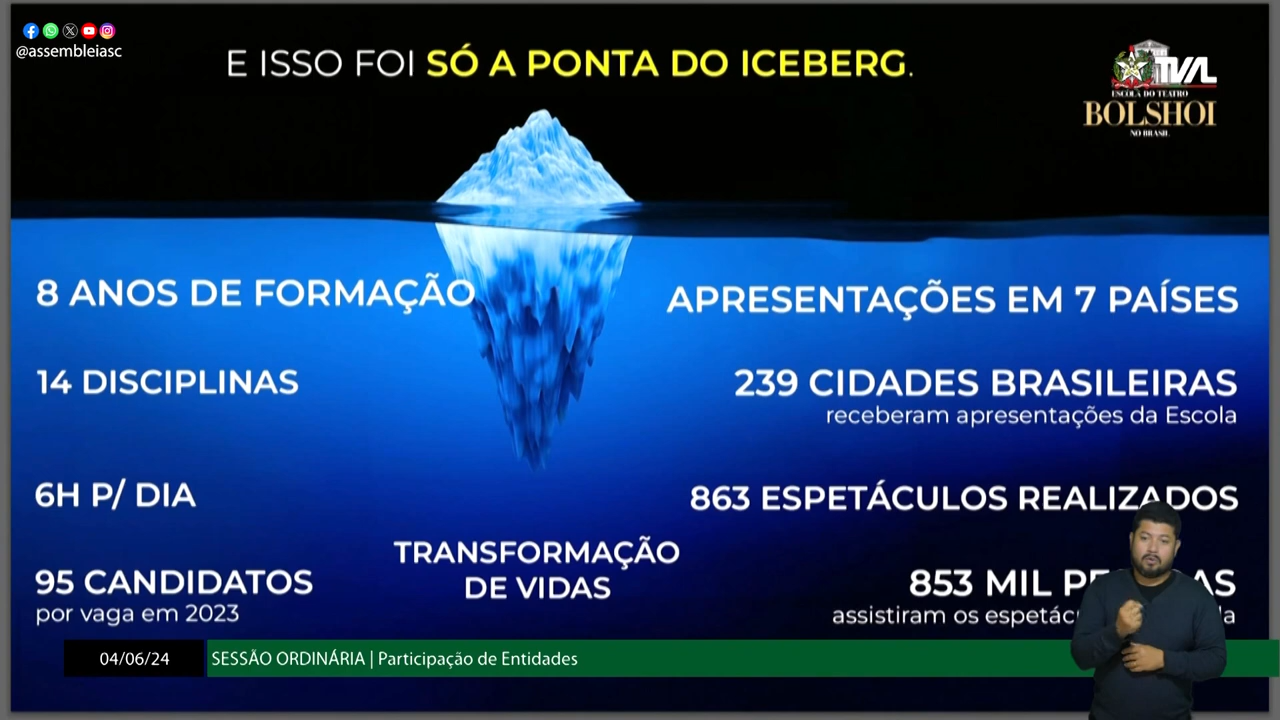 @assembleiasc
E ISSO FOI SÓ A PONTA DO ICEBERG.
TVAL
ESCOLA DO TEATRO
BOLSHOI
NO BRASIL
8 ANOS DE FORMAÇÃO
14 DISCIPLINAS
6H P/ DIA
95 CANDIDATOS
por vaga em 2023
TRANSFORMAÇÃO
DE VIDAS
APRESENTAÇÕES EM 7 PAÍSES
239 CIDADES BRASILEIRAS
receberam apresentações da Escola
863 ESPETÁCULOS REALIZADOS
853 MIL
assistiram os
04/06/24
SESSÃO ORDINÁRIA | Participação de Entidades